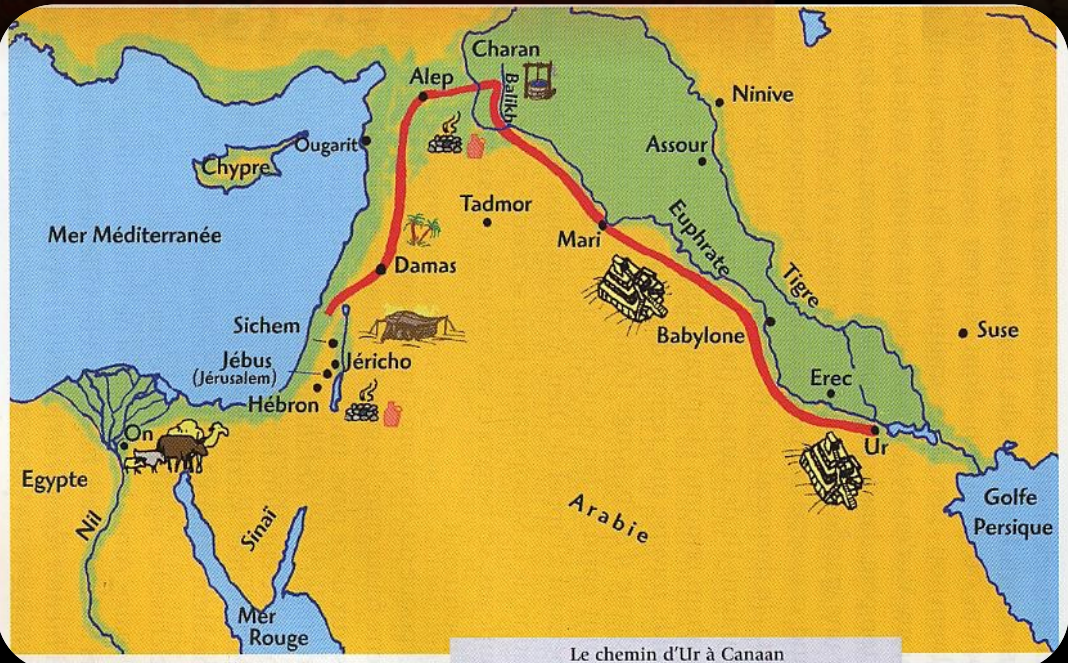 Charan
Alep
Balikh
Ninive
Ougarit
Assour
Chypre
Tadmor
Mer Méditerranée
Mari
Euphrate
Damas
Tigre
Sichem
Babylone
Suse
Jébus
(Jérusalem)
Jéricho
Erec
Hébron
On
Ur
Egypte
Golfe
Persique
Nil
Sinaï
Arabie
Mer
Rouge
Le chemin d'Ur à Canaan